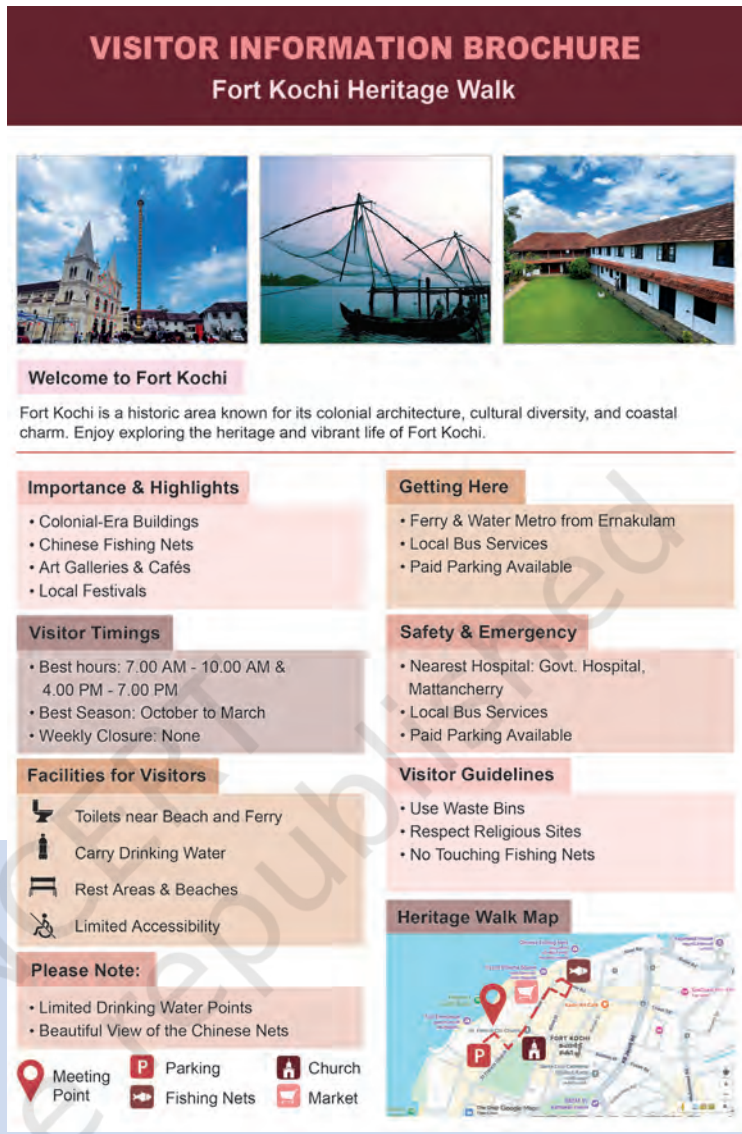 VISITOR INFORMATION BROCHURE
Fort Kochi Heritage Walk
Welcome to Fort Kochi
Fort Kochi is a historic area known for its colonial architecture, cultural diversity, and coastal
charm. Enjoy exploring the heritage and vibrant life of Fort Kochi.
Importance & Highlights
• Colonial-Era Buildings
• Chinese Fishing Nets
• Art Galleries & Cafés
• Local Festivals
Visitor Timings
• Best hours: 7.00 AM - 10.00 AM &
4.00 PM - 7.00 PM
• Best Season: October to March
• Weekly Closure: None
Facilities for Visitors
Toilets near Beach and Ferry
Carry Drinking Water
Rest Areas & Beaches
Limited Accessibility
Please Note:
• Limited Drinking Water Points
• Beautiful View of the Chinese Nets
Meeting
Point
P Parking
Fishing Nets
Church
Market
Getting Here
• Ferry & Water Metro from Ernakulam
• Local Bus Services
• Paid Parking Available
Safety & Emergency
• Nearest Hospital: Govt. Hospital,
Mattancherry
• Local Bus Services
• Paid Parking Available
Visitor Guidelines
• Use Waste Bins
• Respect Religious Sites
• No Touching Fishing Nets
Heritage Walk Map
P
FORT KOCHI
Google Maps
NCERT
republished